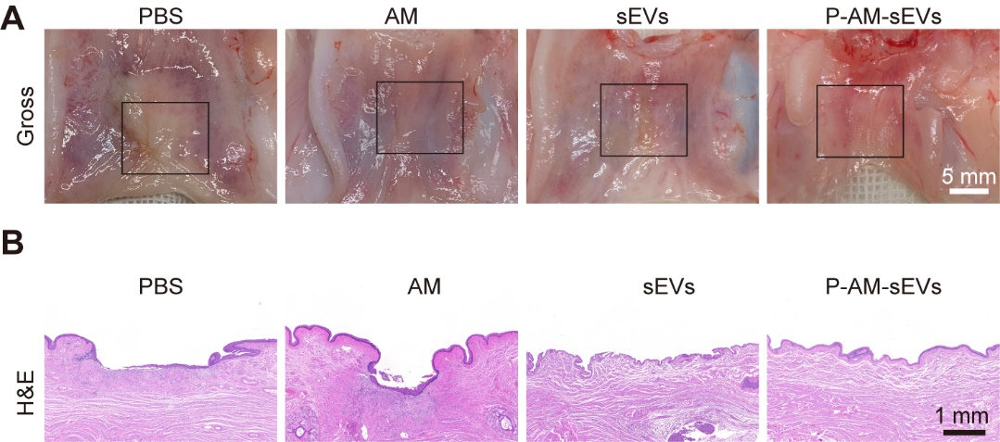 A
PBS AM sEVs P-AM-sEVs
Gross
5 mm
B
PBS AM sEVs P-AM-sEVs
H&E
1 mm